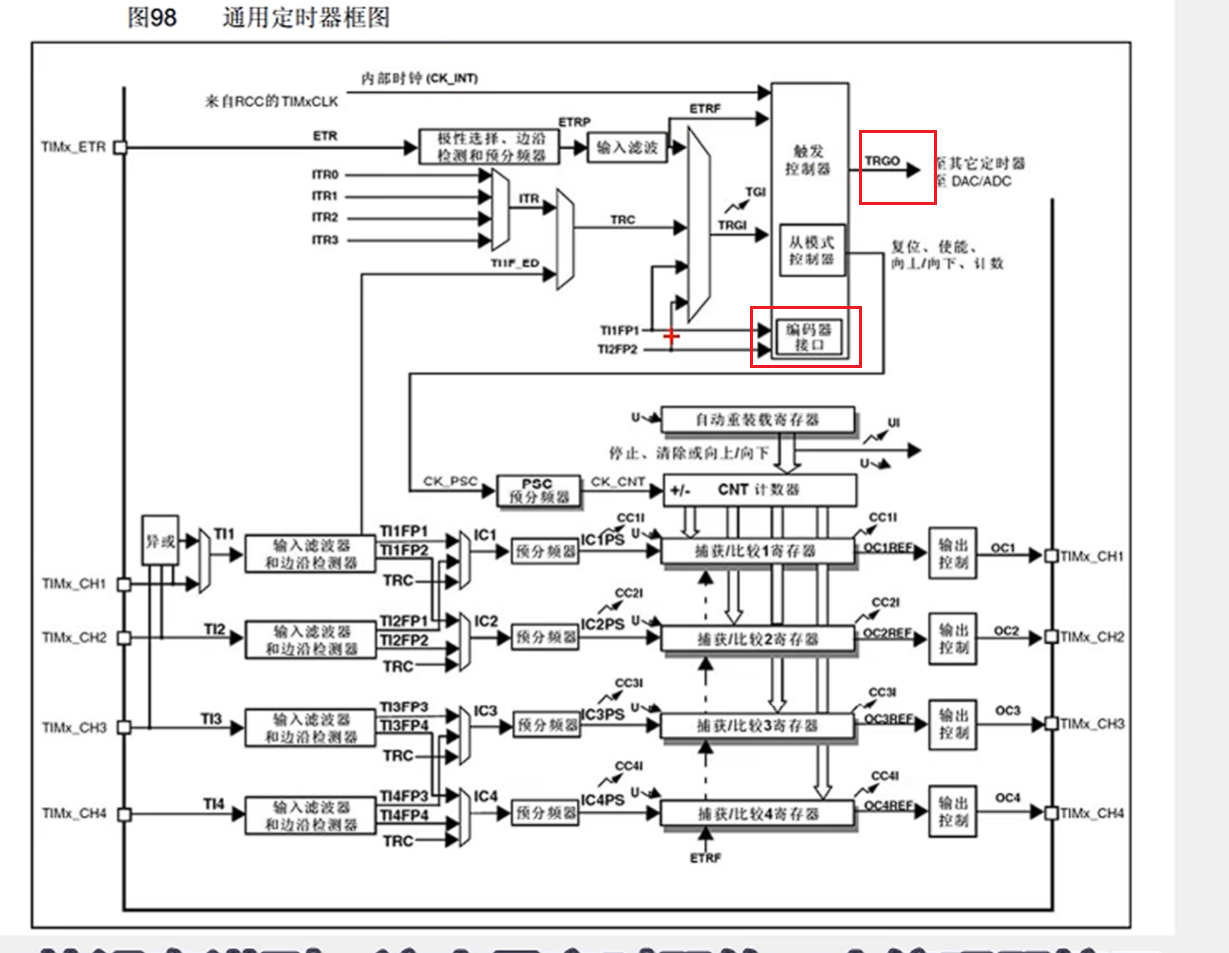 图98 通用定时器框图
内部时钟 (CK_INT)
来自RCC的TIMxCLK
ETRF
TIMx_ETR
ETR
极性选择、边沿
检测和预分频器
ETRP
输入滤波
触发
控制器
TRGO
至其它定时器
至 DAC/ADC
ITR0
ITR1
ITR2
ITR3
ITR
TRC
TGI
TRGI
从模式
控制器
复位、使能、
向上/向下、计数
TI1F_ED
TI1FP1
TI2FP2
编码器
接口
U
自动重装载寄存器
UI
停止、清除或向上/向下
U
CK_PSC
PSC
预分频器
CK_CNT
+/-
CNT 计数器
异或
TI1
输入滤波器
和边沿检测器
TI1FP1
TI1FP2
TRC
IC1
预分频器
CC1I
IC1PS
U
捕获/比较1寄存器
CC1I
OC1REF
输出
控制
OC1
TIMx_CH1
TIMx_CH1
TIMx_CH2
TI2
输入滤波器
和边沿检测器
TI2FP1
TI2FP2
TRC
IC2
预分频器
CC2I
IC2PS
U
捕获/比较2寄存器
CC2I
OC2REF
输出
控制
OC2
TIMx_CH2
TIMx_CH3
TI3
输入滤波器
和边沿检测器
TI3FP3
TI3FP4
TRC
IC3
预分频器
CC3I
IC3PS
U
捕获/比较3寄存器
CC3I
OC3REF
输出
控制
OC3
TIMx_CH3
TIMx_CH4
TI4
输入滤波器
和边沿检测器
TI4FP3
TI4FP4
TRC
IC4
预分频器
CC4I
IC4PS
U
捕获/比较4寄存器
CC4I
OC4REF
输出
控制
OC4
TIMx_CH4
ETRF